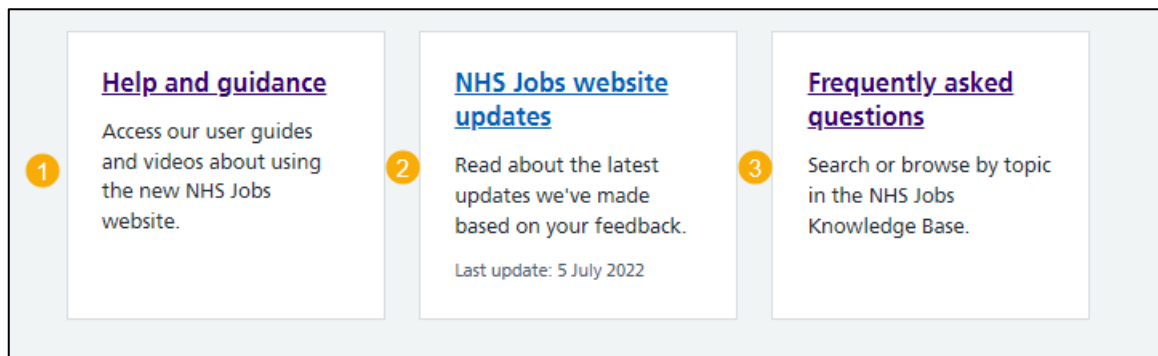 1
Help and guidance
Access our user guides
and videos about using
the new NHS Jobs
website.
2
NHS Jobs website
updates
Read about the latest
updates we've made
based on your feedback.
Last update: 5 July 2022
3
Frequently asked
questions
Search or browse by topic
in the NHS Jobs
Knowledge Base.